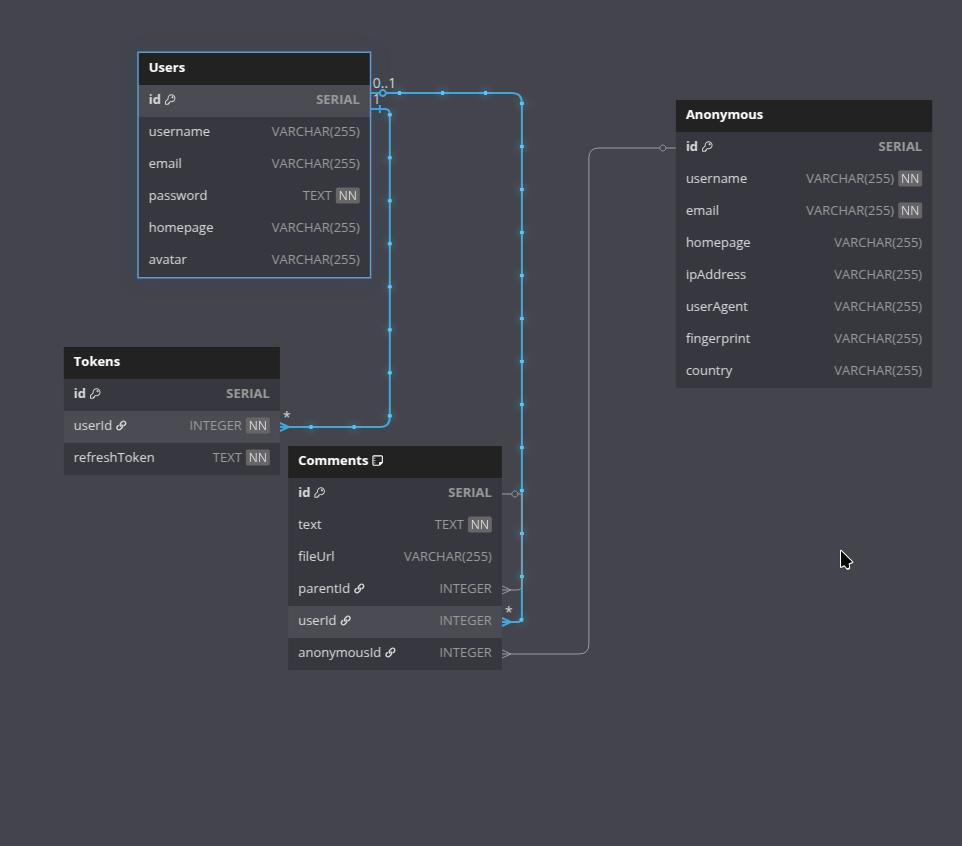 Users
id SERIAL
username VARCHAR(255)
email VARCHAR(255)
password TEXT NN
homepage VARCHAR(255)
avatar VARCHAR(255)
0..1
1
Anonymous
id SERIAL
username VARCHAR(255) NN
email VARCHAR(255) NN
homepage VARCHAR(255)
ipAddress VARCHAR(255)
userAgent VARCHAR(255)
fingerprint VARCHAR(255)
country VARCHAR(255)
Tokens
id SERIAL
userId INTEGER NN
refreshToken TEXT NN
*
Comments
id SERIAL
text TEXT NN
fileUrl VARCHAR(255)
parentId INTEGER
userId INTEGER
*
anonymousId INTEGER